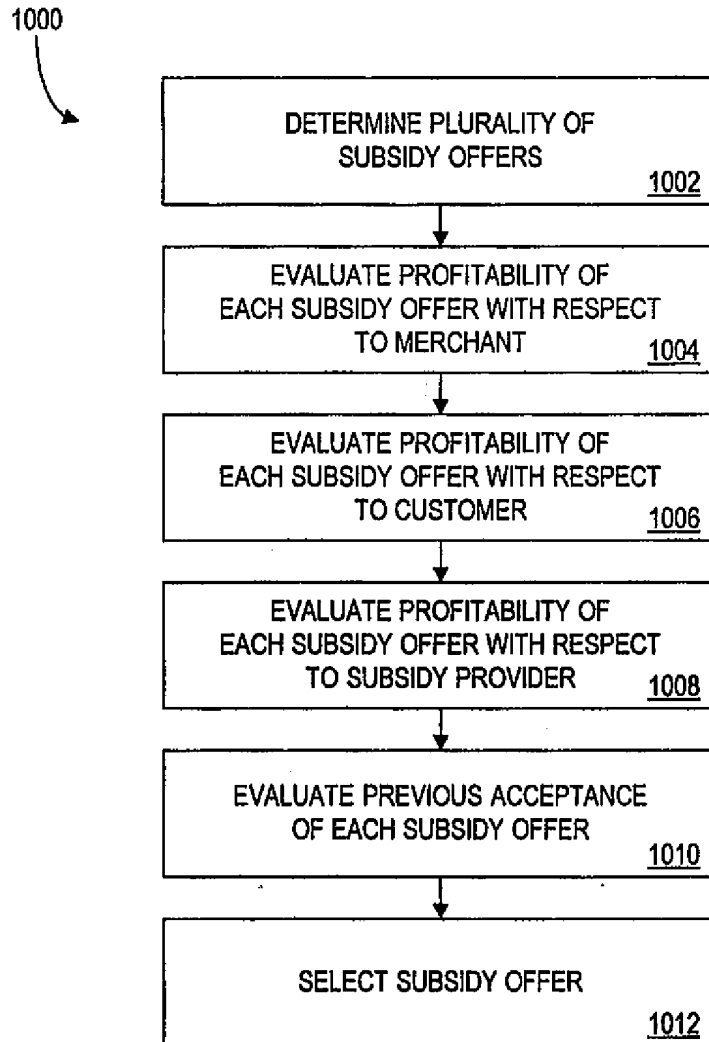 1000
DETERMINE PLURALITY OF
SUBSIDY OFFERS
1002
EVALUATE PROFITABILITY OF
EACH SUBSIDY OFFER WITH RESPECT
TO MERCHANT
1004
EVALUATE PROFITABILITY OF
EACH SUBSIDY OFFER WITH RESPECT
TO CUSTOMER
1006
EVALUATE PROFITABILITY OF
EACH SUBSIDY OFFER WITH RESPECT
TO SUBSIDY PROVIDER
1008
EVALUATE PREVIOUS ACCEPTANCE
OF EACH SUBSIDY OFFER
1010
SELECT SUBSIDY OFFER
1012